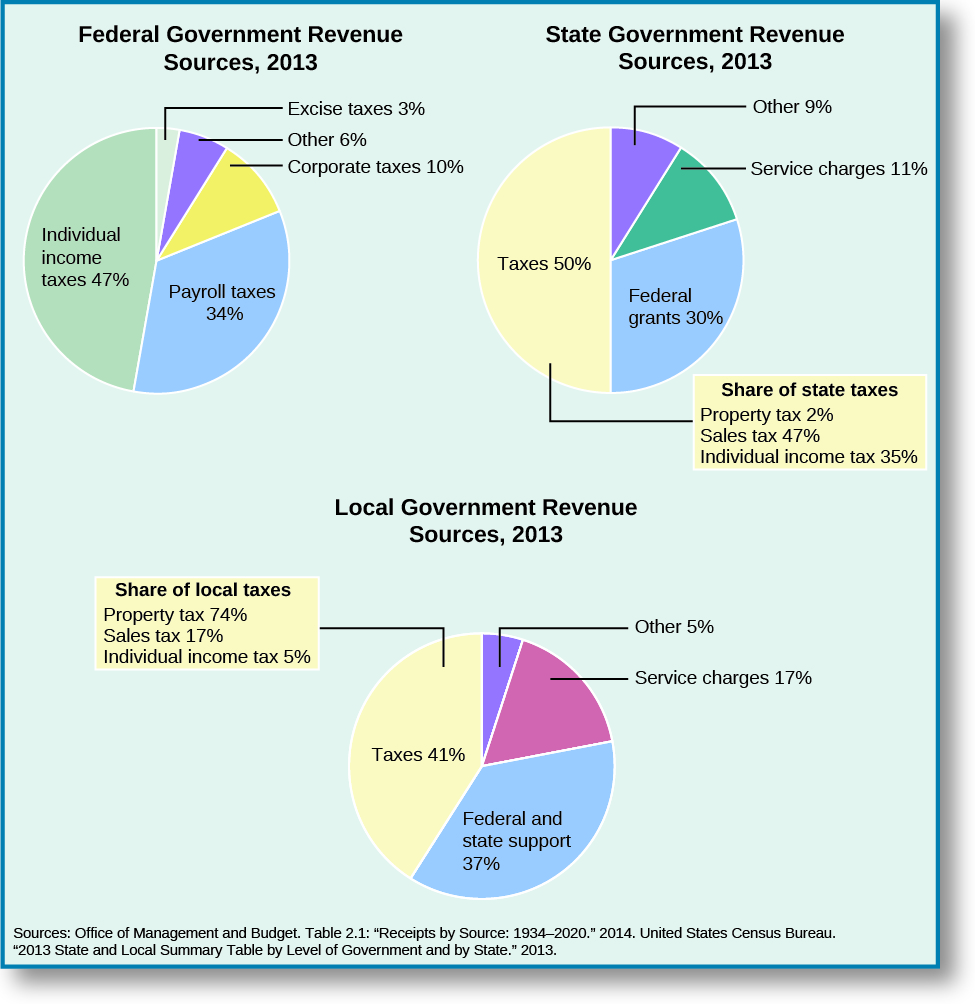 Federal Government Revenue
Sources, 2013
Excise taxes 3%
Other 6%
Corporate taxes 10%
Individual
income
taxes 47%
Payroll taxes
34%
State Government Revenue
Sources, 2013
Other 9%
Service charges 11%
Taxes 50%
Federal
grants 30%
Share of state taxes
Property tax 2%
Sales tax 47%
Individual income tax 35%
Local Government Revenue
Sources, 2013
Share of local taxes
Property tax 74%
Sales tax 17%
Individual income tax 5%
Other 5%
Service charges 17%
Taxes 41%
Federal and
state support
37%
Sources: Office of Management and Budget. Table 2.1: “Receipts by Source: 1934–2020.” 2014. United States Census Bureau.
“2013 State and Local Summary Table by Level of Government and by State.” 2013.